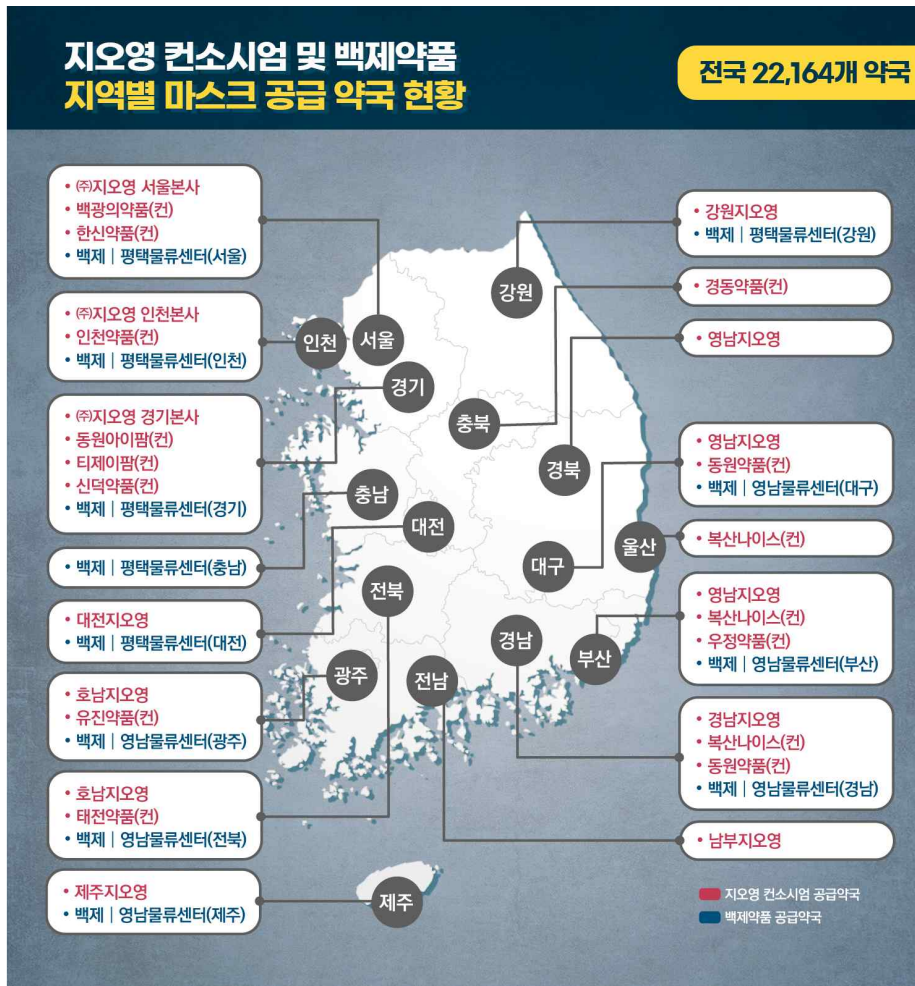 지오영 컨소시엄 및 백제약품
지역별 마스크 공급 약국 현황
전국 22,164개 약국
• ㈜지오영 서울본사
• 백광의약품(컨)
• 한신약품(컨)
• 백제 | 평택물류센터(서울)
• ㈜지오영 인천본사
• 인천약품(컨)
• 백제 | 평택물류센터(인천)
• ㈜지오영 경기본사
• 동원아이팜(컨)
• 티제이팜(컨)
• 신덕약품(컨)
• 백제 | 평택물류센터(경기)
• 백제 | 평택물류센터(충남)
• 대전지오영
• 백제 | 평택물류센터(대전)
• 호남지오영
• 유진약품(컨)
• 백제 | 영남물류센터(광주)
• 호남지오영
• 태전약품(컨)
• 백제 | 영남물류센터(전북)
• 제주지오영
• 백제 | 영남물류센터(제주)
강원
인천
서울
경기
충북
경북
충남
대전
울산
대구
전북
경남
부산
광주
전남
제주
• 강원지오영
• 백제 | 평택물류센터(강원)
• 경동약품(컨)
• 영남지오영
• 영남지오영
• 동원약품(컨)
• 백제 | 영남물류센터(대구)
• 복산나이스(컨)
• 영남지오영
• 복산나이스(컨)
• 우정약품(컨)
• 백제 | 영남물류센터(부산)
• 경남지오영
• 복산나이스(컨)
• 동원약품(컨)
• 백제 | 영남물류센터(경남)
• 남부지오영
지오영 컨소시엄 공급약국
백제약품 공급약국